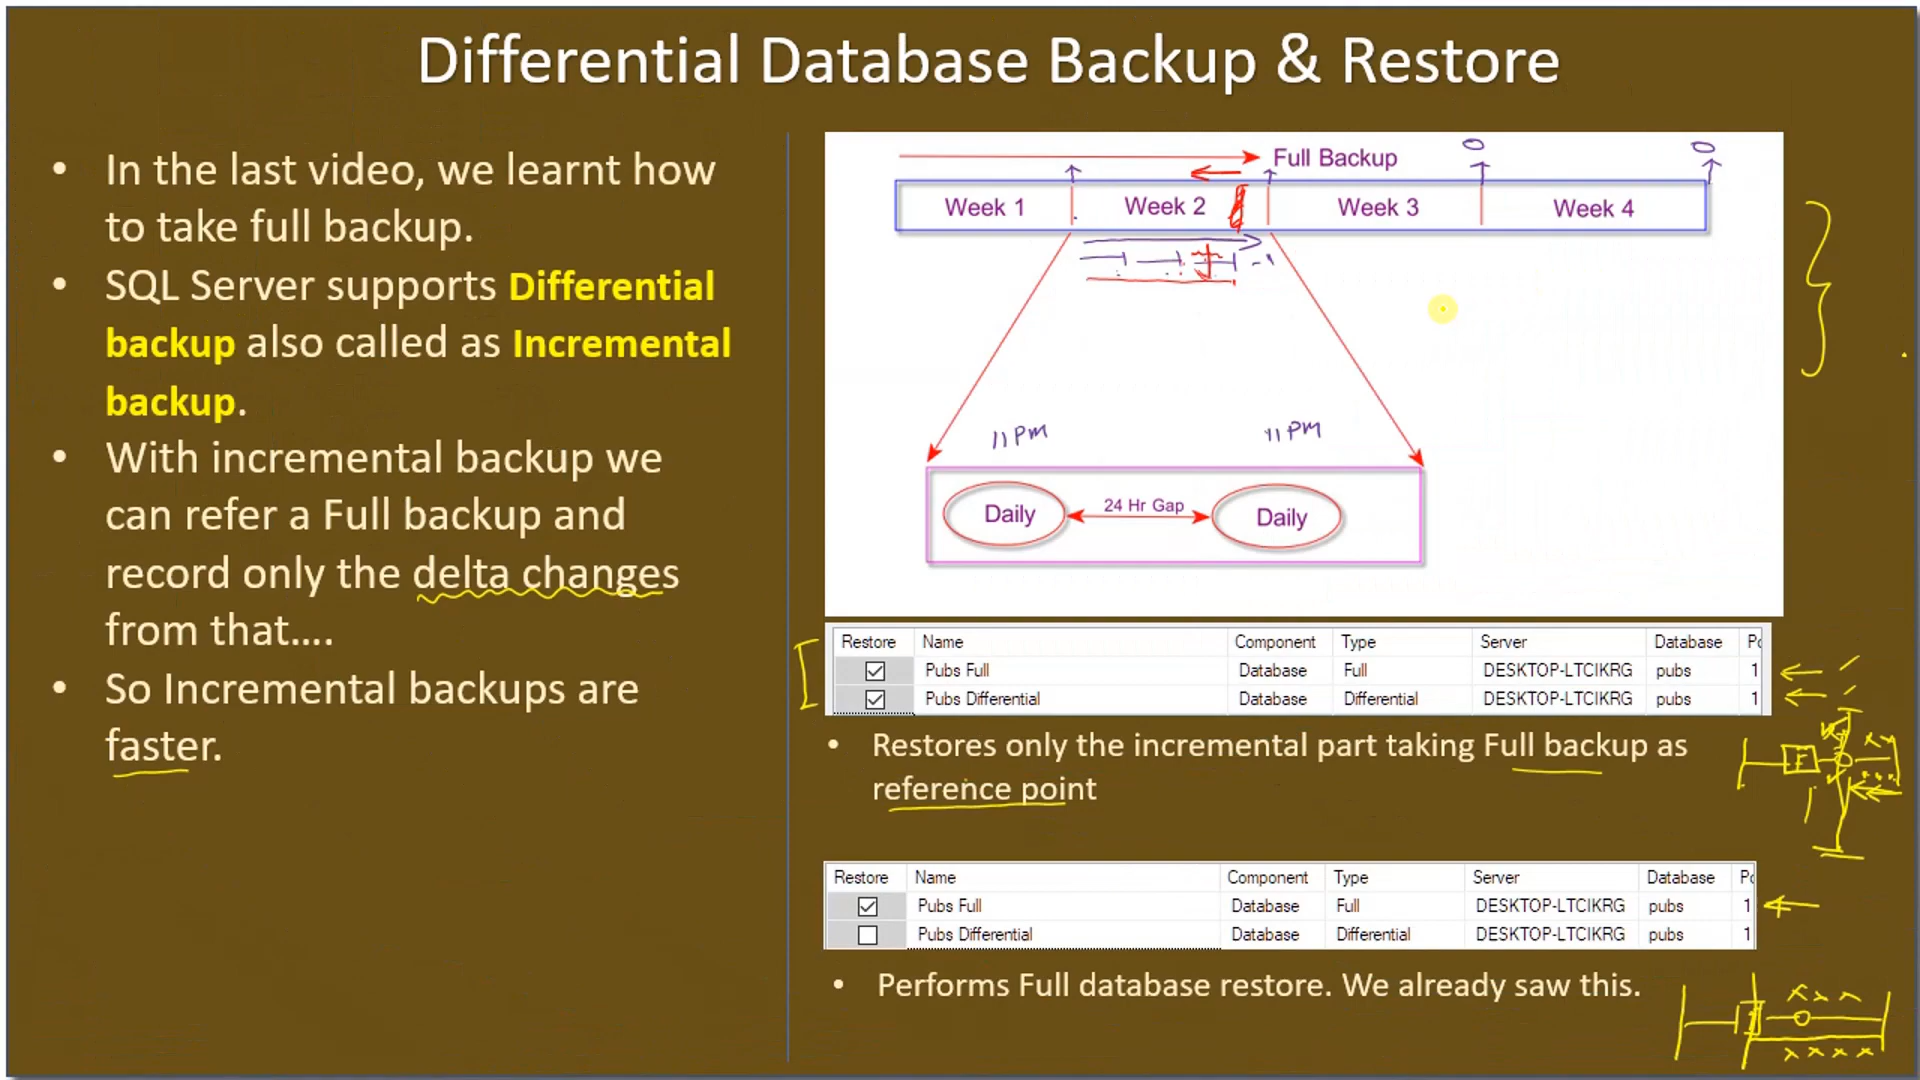 Differential Database Backup & Restore
• In the last video, we learnt how
to take full backup.
• SQL Server supports Differential
backup also called as Incremental
backup.
• With incremental backup we
can refer a Full backup and
record only the delta changes
from that....
• So Incremental backups are
faster.
Full Backup
Week 1 Week 2 Week 3 Week 4
11 PM 11 PM
Daily 24 Hr Gap Daily
Restore Name Component Type Server Database
Pubs Full Database Full DESKTOP-LTCIKRG pubs 1
Pubs Differential Database Differential DESKTOP-LTCIKRG pubs 1
• Restores only the incremental part taking Full backup as
reference point
F
Restore Name Component Type Server Database
Pubs Full Database Full DESKTOP-LTCIKRG pubs 1
Pubs Differential Database Differential DESKTOP-LTCIKRG pubs 1
• Performs Full database restore. We already saw this.
x x x
x x x x